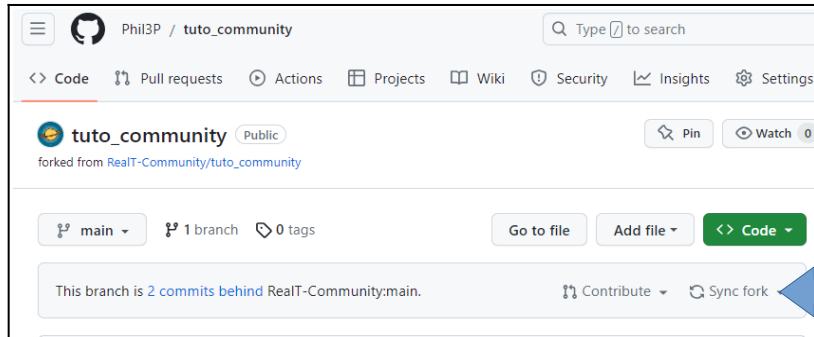 Phil3P / tuto_community
Type / to search
<> Code Pull requests Actions Projects Wiki Security Insights Settings
tuto_community Public
Pin
Watch 0
forked from RealT-Community/tuto_community
main
1 branch
0 tags
Go to file
Add file
<> Code
This branch is 2 commits behind RealT-Community:main.
Contribute
Sync fork